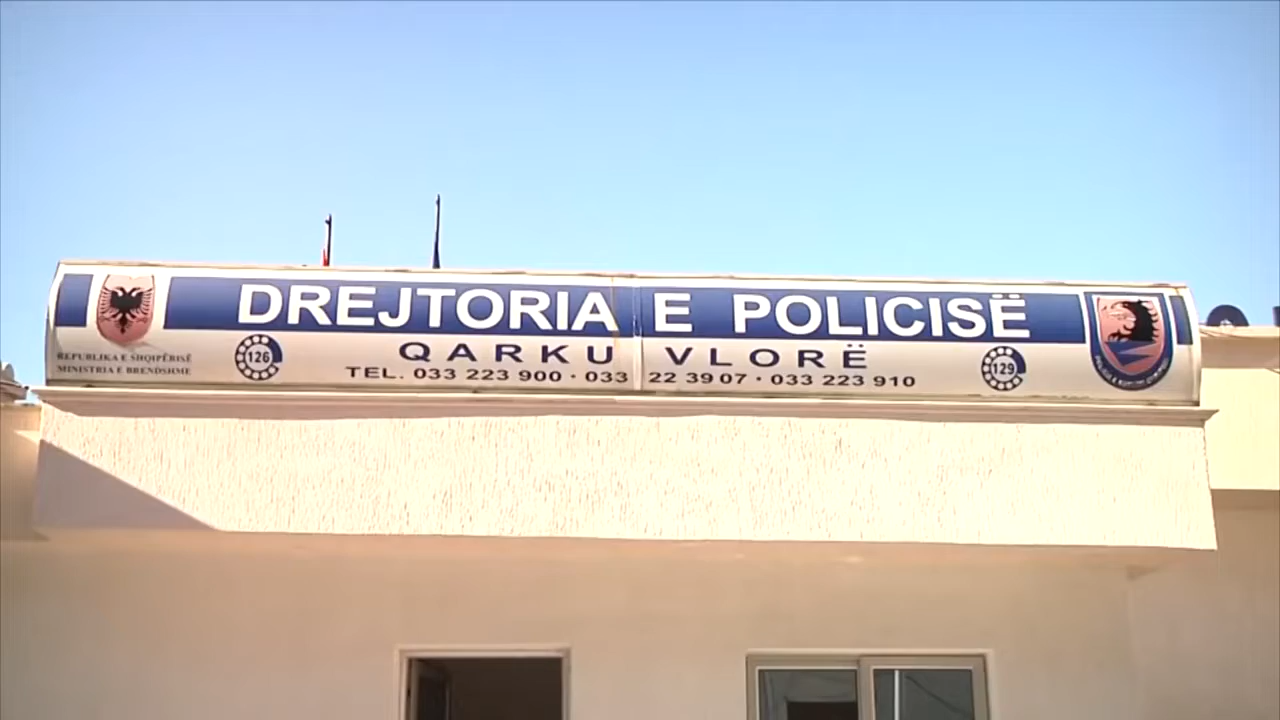 DREJTORIA E POLICISË
QARKU VLORË
TEL. 033 223 900 · 033 22 39 07 · 033 223 910
REPUBLIKA E SHQIPËRISË
MINISTRIA E BRENDSHME
126
129